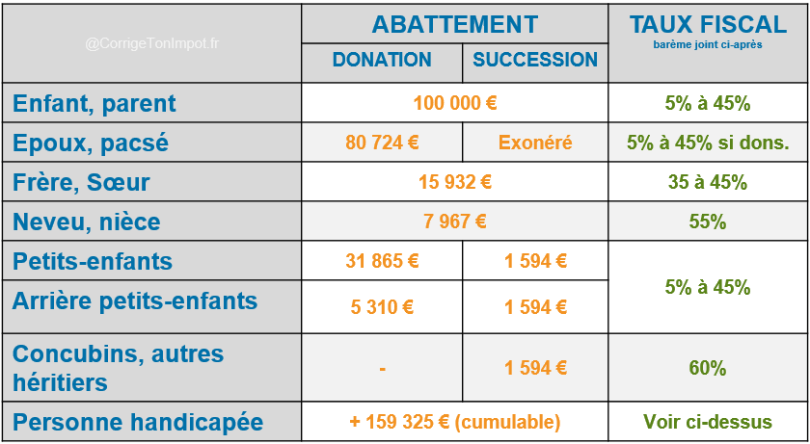 @CorrigeTonImpot.fr
ABATTEMENT
TAUX FISCAL
barème joint ci-après
DONATION
SUCCESSION
Enfant, parent
100 000 €
5% à 45%
Epoux, pacsé
80 724 €
Exonéré
5% à 45% si dons.
Frère, Sœur
15 932 €
35 à 45%
Neveu, nièce
7 967 €
55%
Petits-enfants
31 865 €
1 594 €
5% à 45%
Arrière petits-enfants
5 310 €
1 594 €
Concubins, autres
héritiers
-
1 594 €
60%
Personne handicapée
+ 159 325 € (cumulable)
Voir ci-dessus